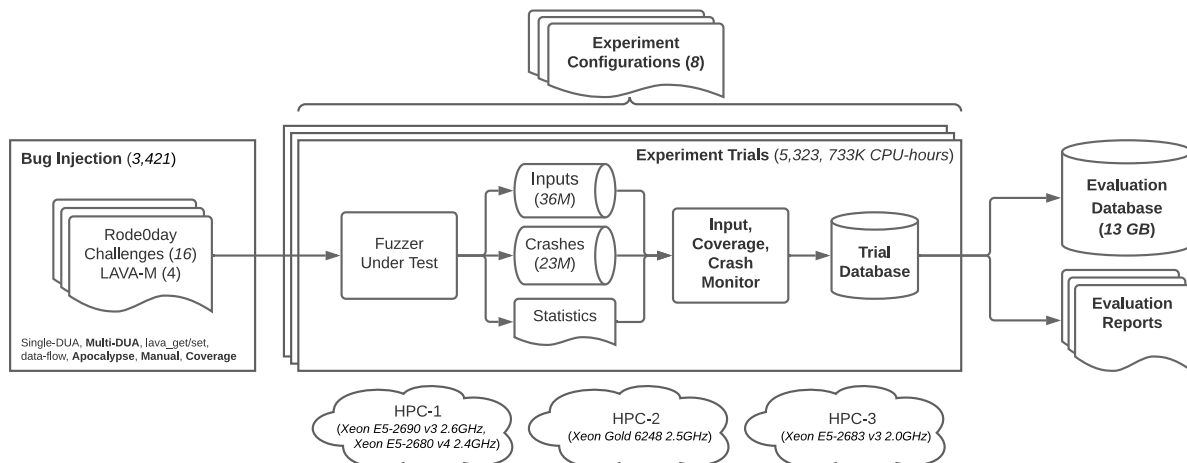 Experiment
Configurations (8)
Bug Injection (3,421)
Rode0day
Challenges (16)
LAVA-M (4)
Single-DUA, Multi-DUA, lava_get/set,
data-flow, Apocalypse, Manual, Coverage
Experiment Trials (5,323, 733K CPU-hours)
Fuzzer
Under Test
Inputs
(36M)
Crashes
(23M)
Statistics
Input,
Coverage,
Crash
Monitor
Trial
Database
Evaluation
Database
(13 GB)
Evaluation
Reports
HPC-1
(Xeon E5-2690 v3 2.6GHz,
Xeon E5-2680 v4 2.4GHz)
HPC-2
(Xeon Gold 6248 2.5GHz)
HPC-3
(Xeon E5-2683 v3 2.0GHz)